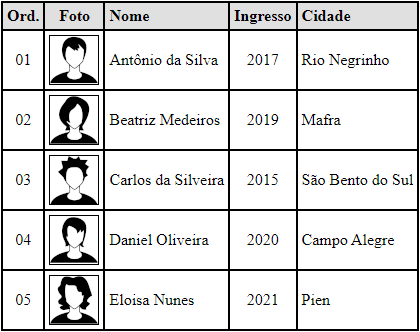 Ord. Foto Nome Ingresso Cidade
01 Antônio da Silva 2017 Rio Negrinho
02 Beatriz Medeiros 2019 Mafra
03 Carlos da Silveira 2015 São Bento do Sul
04 Daniel Oliveira 2020 Campo Alegre
05 Eloisa Nunes 2021 Pien